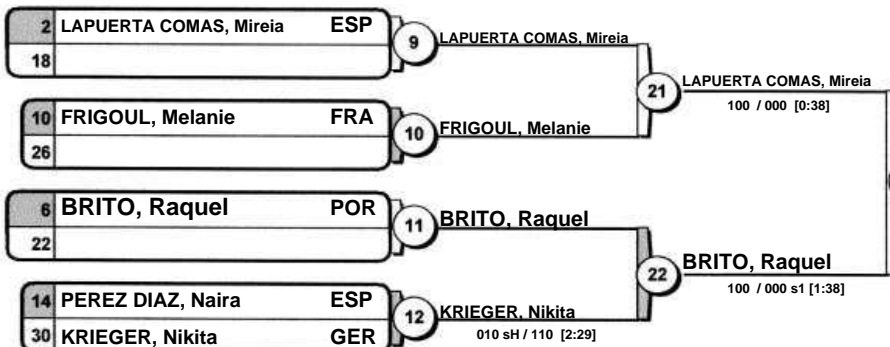 2 LAPUERTA COMAS, Mireia ESP
18
9 LAPUERTA COMAS, Mireia
10 FRIGOUL, Melanie FRA
26
10 FRIGOUL, Melanie
21 LAPUERTA COMAS, Mireia
100 / 000 [0:38]
6 BRITO, Raquel POR
22
11 BRITO, Raquel
14 PEREZ DIAZ, Naira ESP
30 KRIEGER, Nikita GER
12 KRIEGER, Nikita
010 sH / 110 [2:29]
22 BRITO, Raquel
100 / 000 s1 [1:38]